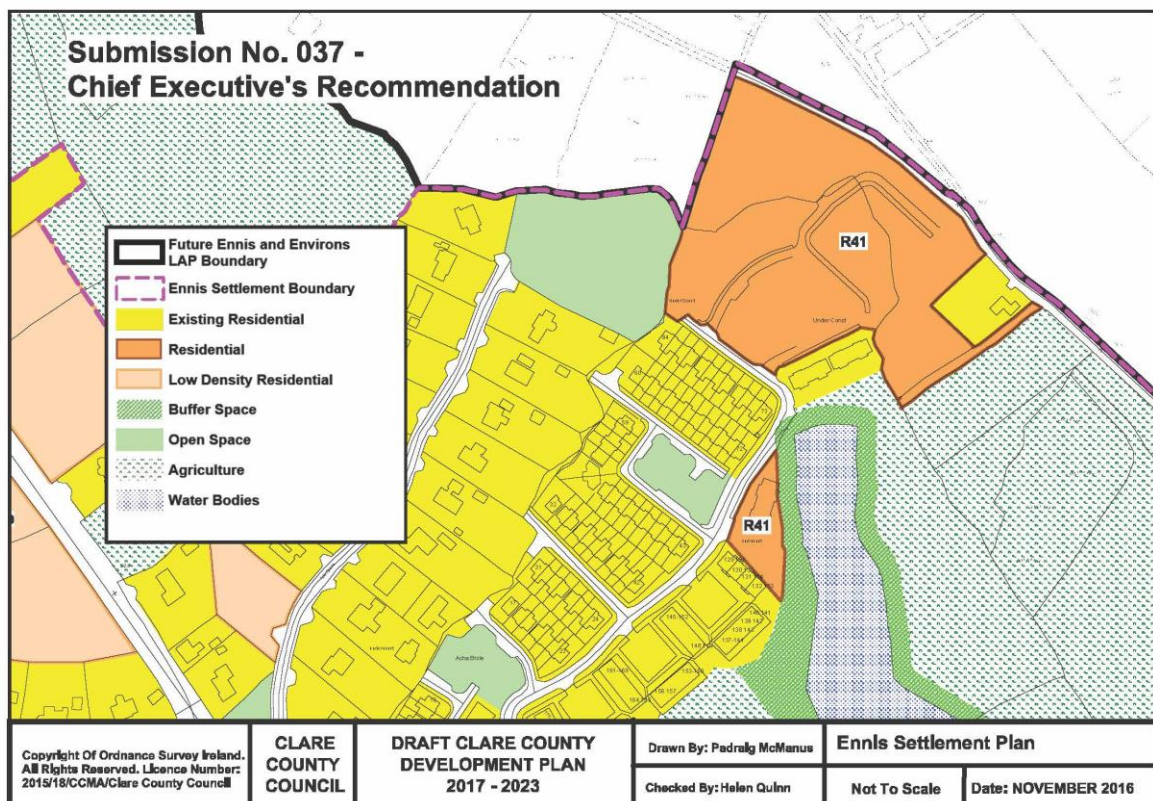 Submission No. 037 -
Chief Executive's Recommendation
Future Ennis and Environs
LAP Boundary
Ennis Settlement Boundary
Existing Residential
Residential
Low Density Residential
Buffer Space
Open Space
Agriculture
Water Bodies
R41
Under Const
R41
Acha Bhile
Copyright Of Ordnance Survey Ireland.
All Rights Reserved. Licence Number:
2015/18/CCMA/Clare County Council
CLARE
COUNTY
COUNCIL
DRAFT CLARE COUNTY
DEVELOPMENT PLAN
2017 - 2023
Drawn By: Padraig McManus
Checked By: Helen Quinn
Ennis Settlement Plan
Not To Scale
Date: NOVEMBER 2016